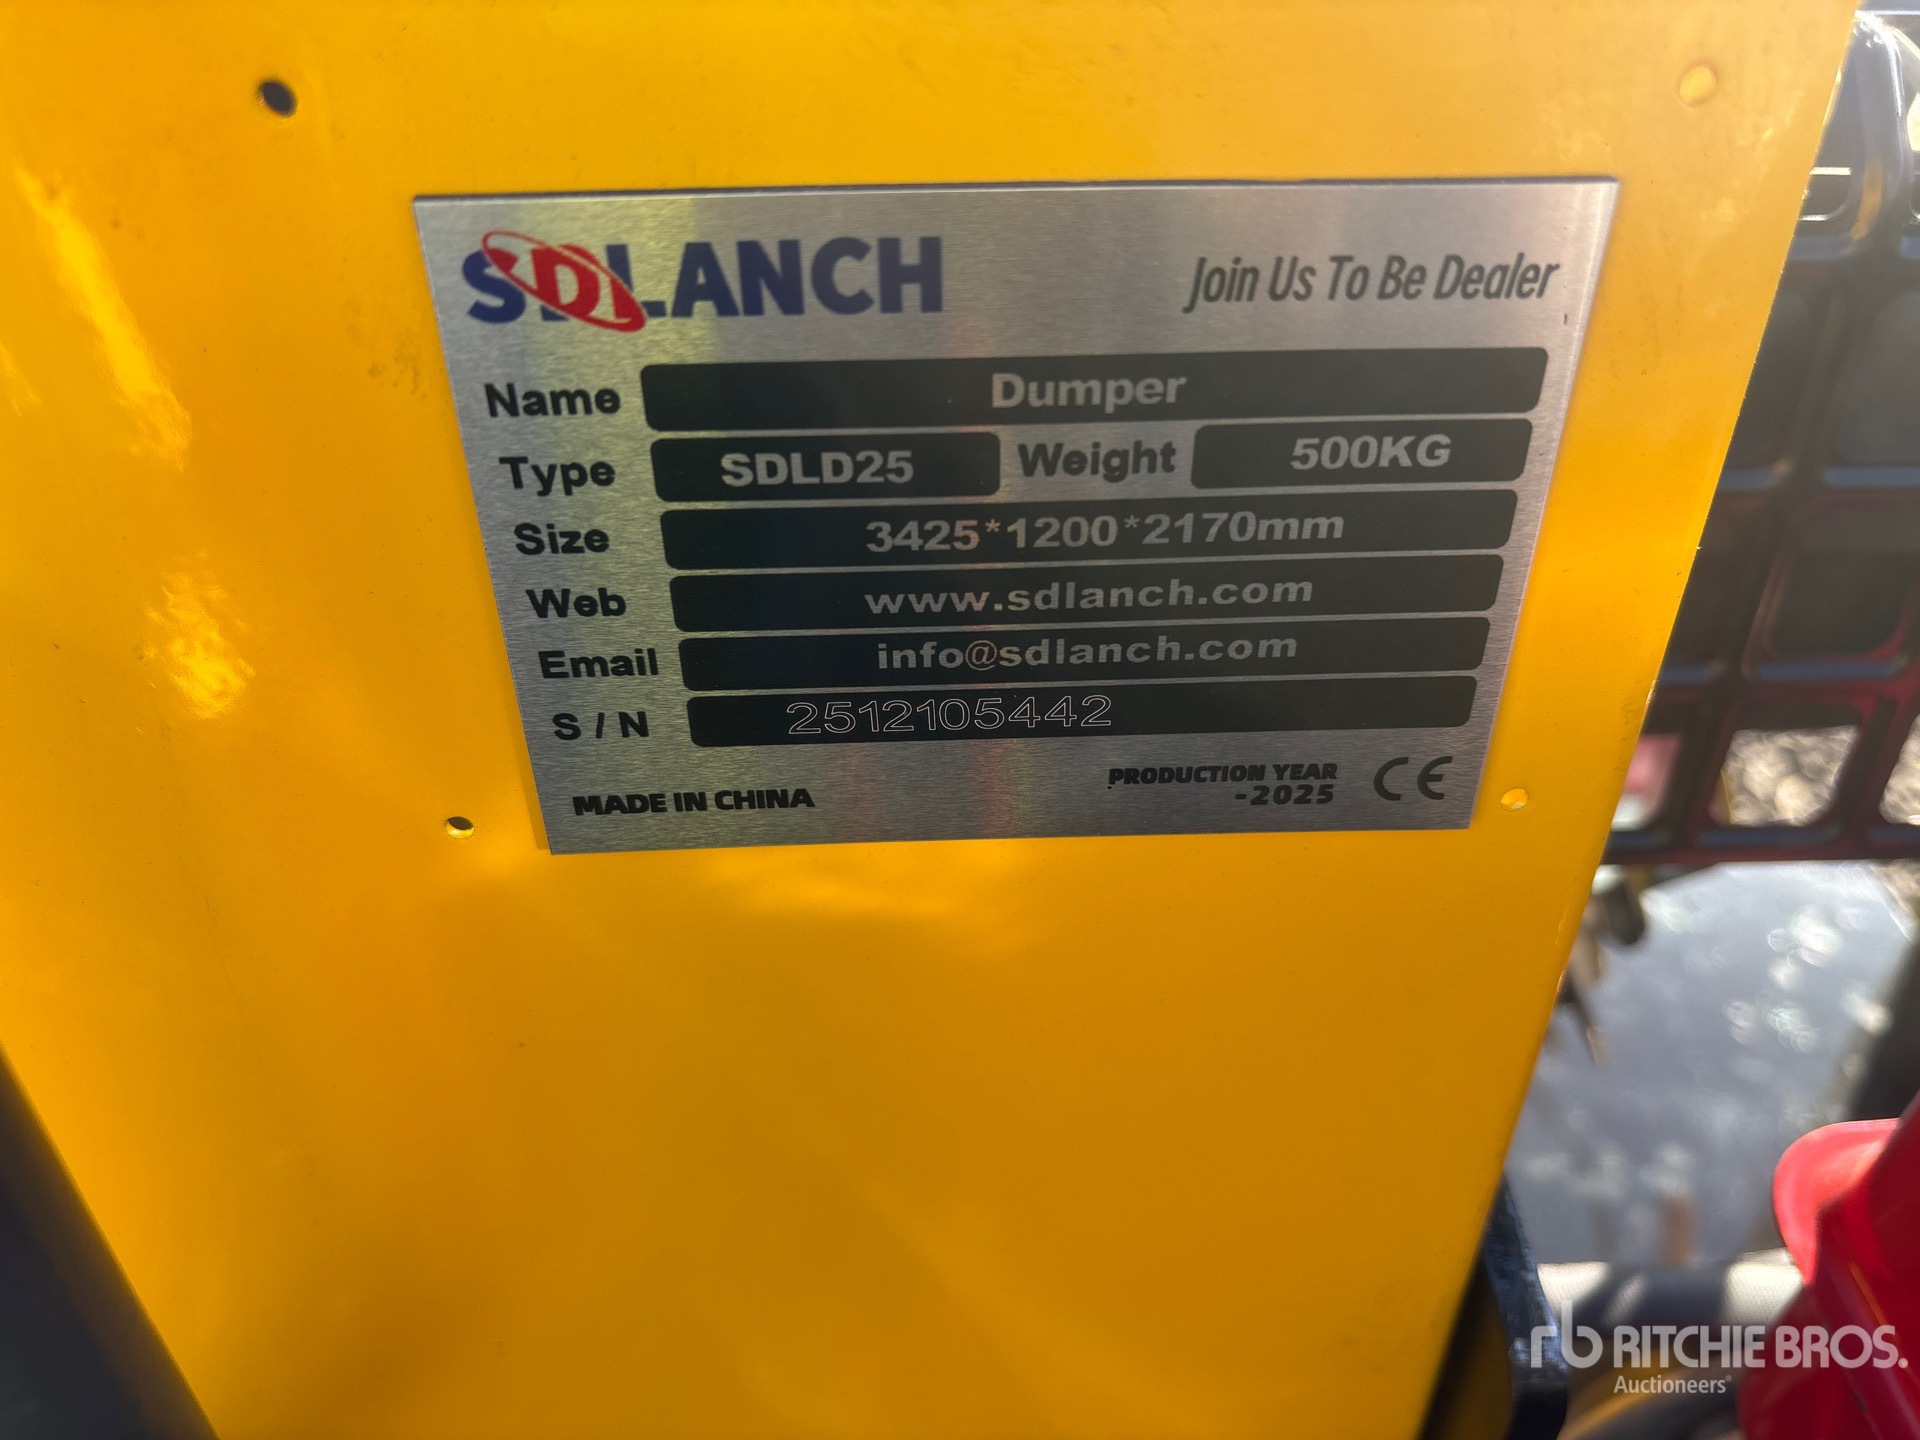 SDLANCH
Join Us To Be Dealer
Name Dumper
Type SDLD25 Weight 500KG
Size 3425*1200*2170mm
Web www.sdlanch.com
Email info@sdlanch.com
S / N 2512105442
MADE IN CHINA
PRODUCTION YEAR
-2025
CE
rb RITCHIE BROS.
Auctioneers